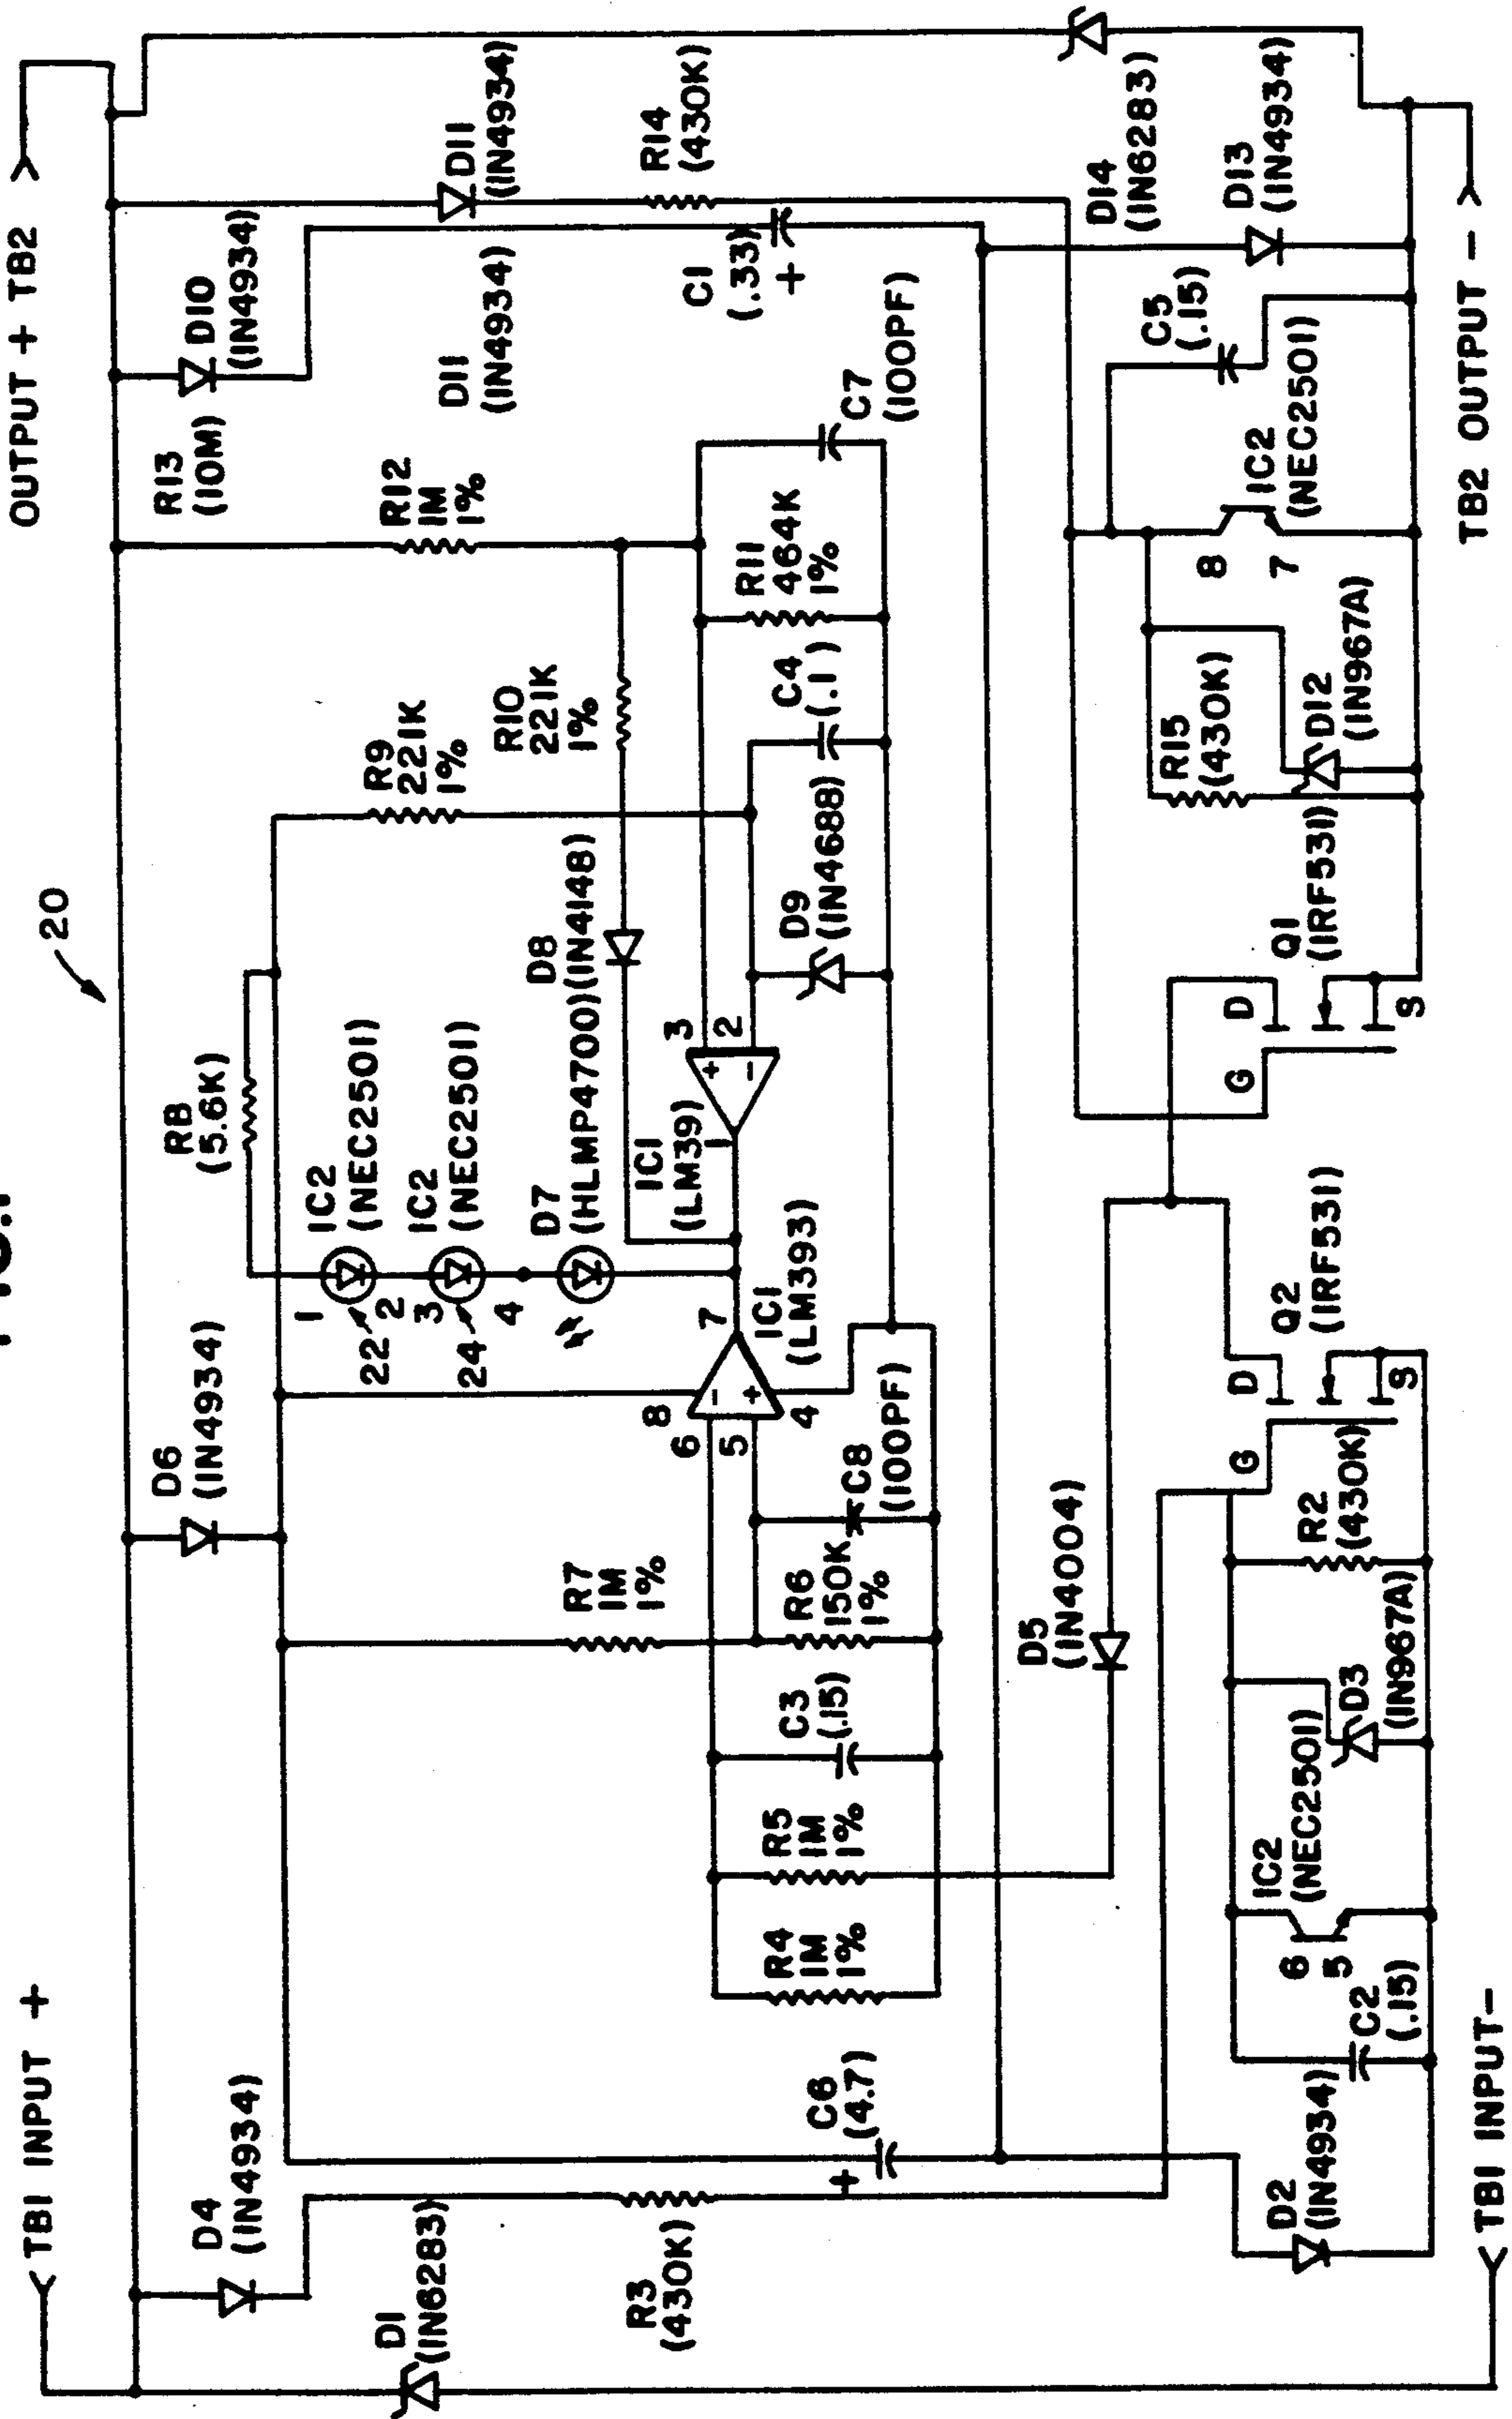 20
< TB1 INPUT +
OUTPUT + TB2 >
D4
(IN4934)
D6
(IN4934)
R8
(5.6K)
D10
(IN4934)
R13
(10M)
D1
(IN6283)
IC2
(NEC2501)
1
2
22
IC2
(NEC2501)
3
4
24
D7
(HLMP4700)
R9
221K
1%
R12
1M
1%
D11
(IN4934)
D11
(IN4934)
R14
(430K)
R3
(430K)
R7
1M
1%
D8
(IN4148)
R10
221K
1%
C1
(.33)
+
8
6
5
4
7
-
+
IC1
(LM393)
IC1
(LM39)
1
3
2
+
-
R11
464K
1%
C7
(100PF)
C6
(4.7)
+
R4
1M
1%
R5
1M
1%
C3
(.15)
R6
150K
1%
C8
(100PF)
D9
(IN4688)
C4
(.1)
D5
(IN4004)
D14
(IN6283)
D2
(IN4934)
C2
(.15)
6
5
IC2
(NEC2501)
D3
(IN967A)
R2
(430K)
G
D
S
Q2
(IRF531)
G
D
S
Q1
(IRF531)
R15
(430K)
D12
(IN967A)
8
7
IC2
(NEC2501)
C5
(.15)
D13
(IN4934)
< TB1 INPUT-
TB2 OUTPUT - >